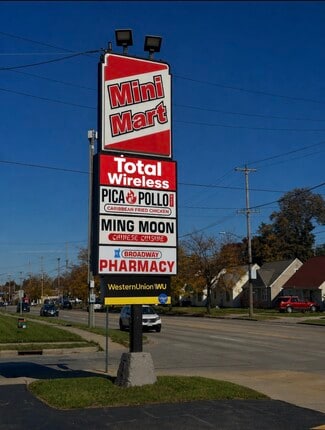 Mini
Mart
Total
Wireless
PICA POLLO
CARIBBEAN FRIED CHICKEN
MING MOON
CHINESE CUISINE
BROADWAY
PHARMACY
WesternUnion WU